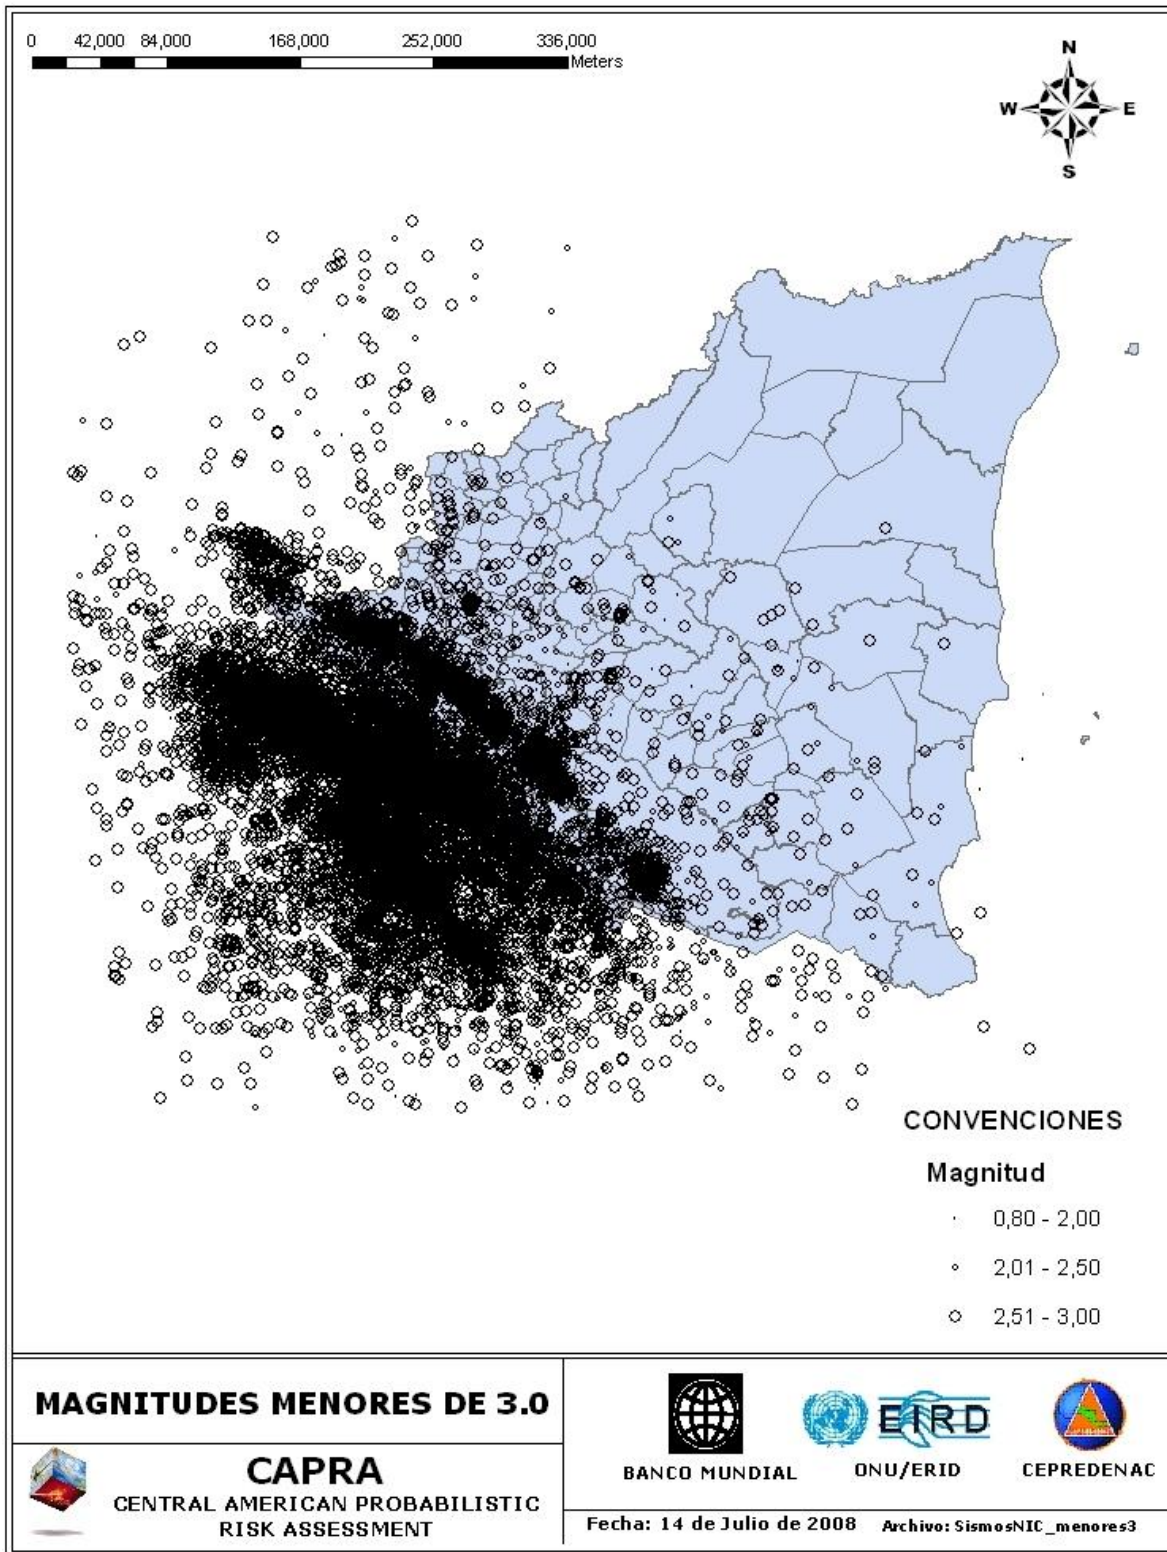 0 42,000 84,000 168,000 252,000 336,000
Meters
N
W E
S
CONVENCIONES
Magnitud
0,80 - 2,00
2,01 - 2,50
2,51 - 3,00
MAGNITUDES MENORES DE 3.0
CAPRA
CENTRAL AMERICAN PROBABILISTIC
RISK ASSESSMENT
EIRD
BANCO MUNDIAL ONU/ERID CEPREDENAC
Fecha: 14 de Julio de 2008 Archivo: SismosNIC_menores3